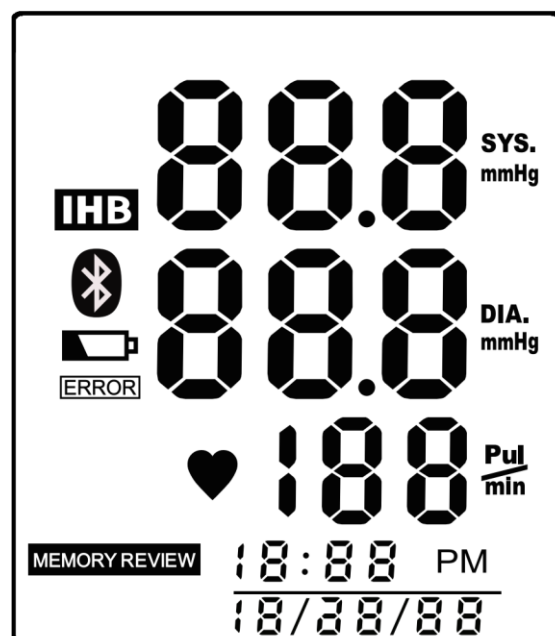 88.8
SYS.
mmHg
IHB
88.8
DIA.
mmHg
ERROR
188
Pul
min
MEMORY REVIEW
18:88 PM
18/28/88